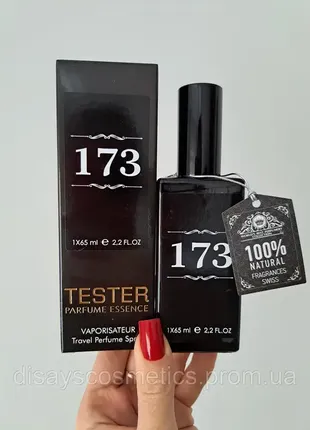 173
1X65 ml ℮ 2,2 FL.OZ
TESTER
PARFUME ESSENCE
VAPORISATEUR
Travel Perfume Spray
173
1X65 ml ℮ 2,2 FL.OZ
100%
NATURAL
FRAGRANCES
SWISS
disayscosmetics.prom.ua